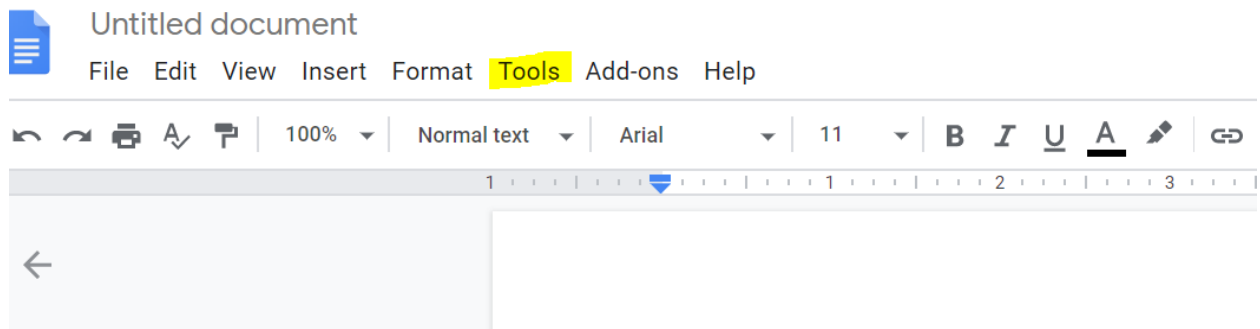 Untitled document
File Edit View Insert Format Tools Add-ons Help
100% Normal text Arial 11 B I U A
1 1 2 3